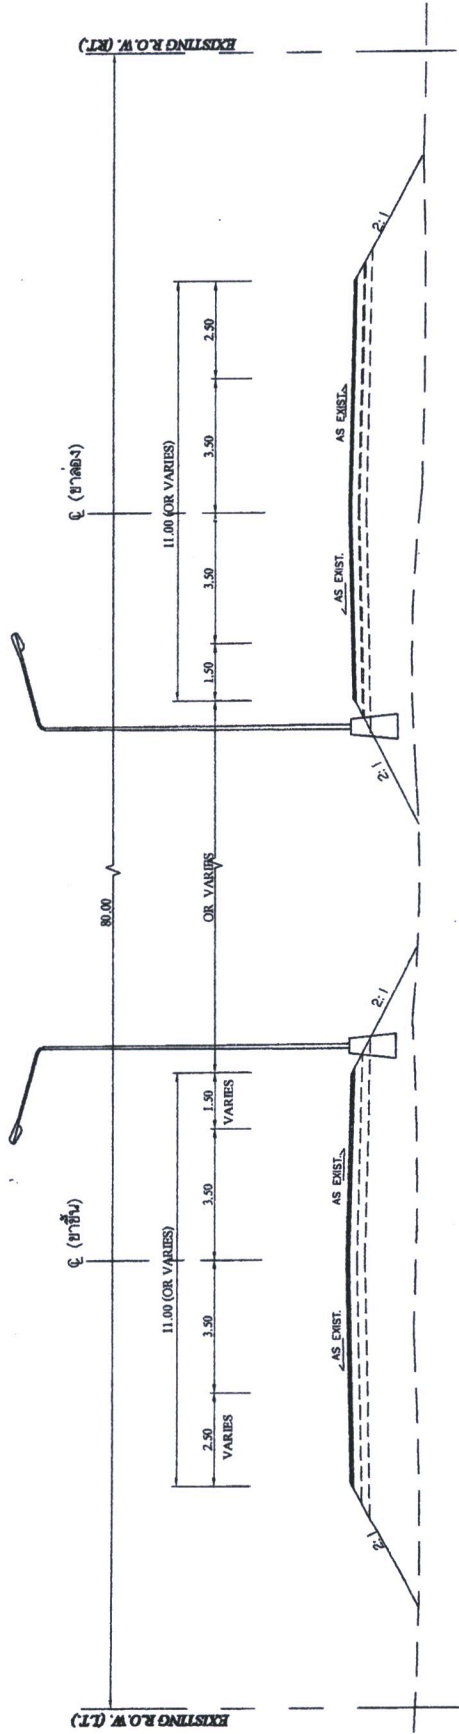 EXISTING R.O.W. (LT.)
EXISTING R.O.W. (RT.)
80.00
℄ (ขาขึ้น)
℄ (ขาล่อง)
11.00 (OR VARIES)
11.00 (OR VARIES)
2.50
VARIES
3.50
3.50
1.50
VARIES
OR VARIES
1.50
3.50
3.50
2.50
AS EXIST.
AS EXIST.
AS EXIST.
AS EXIST.
2:1
2:1
2:1
2:1